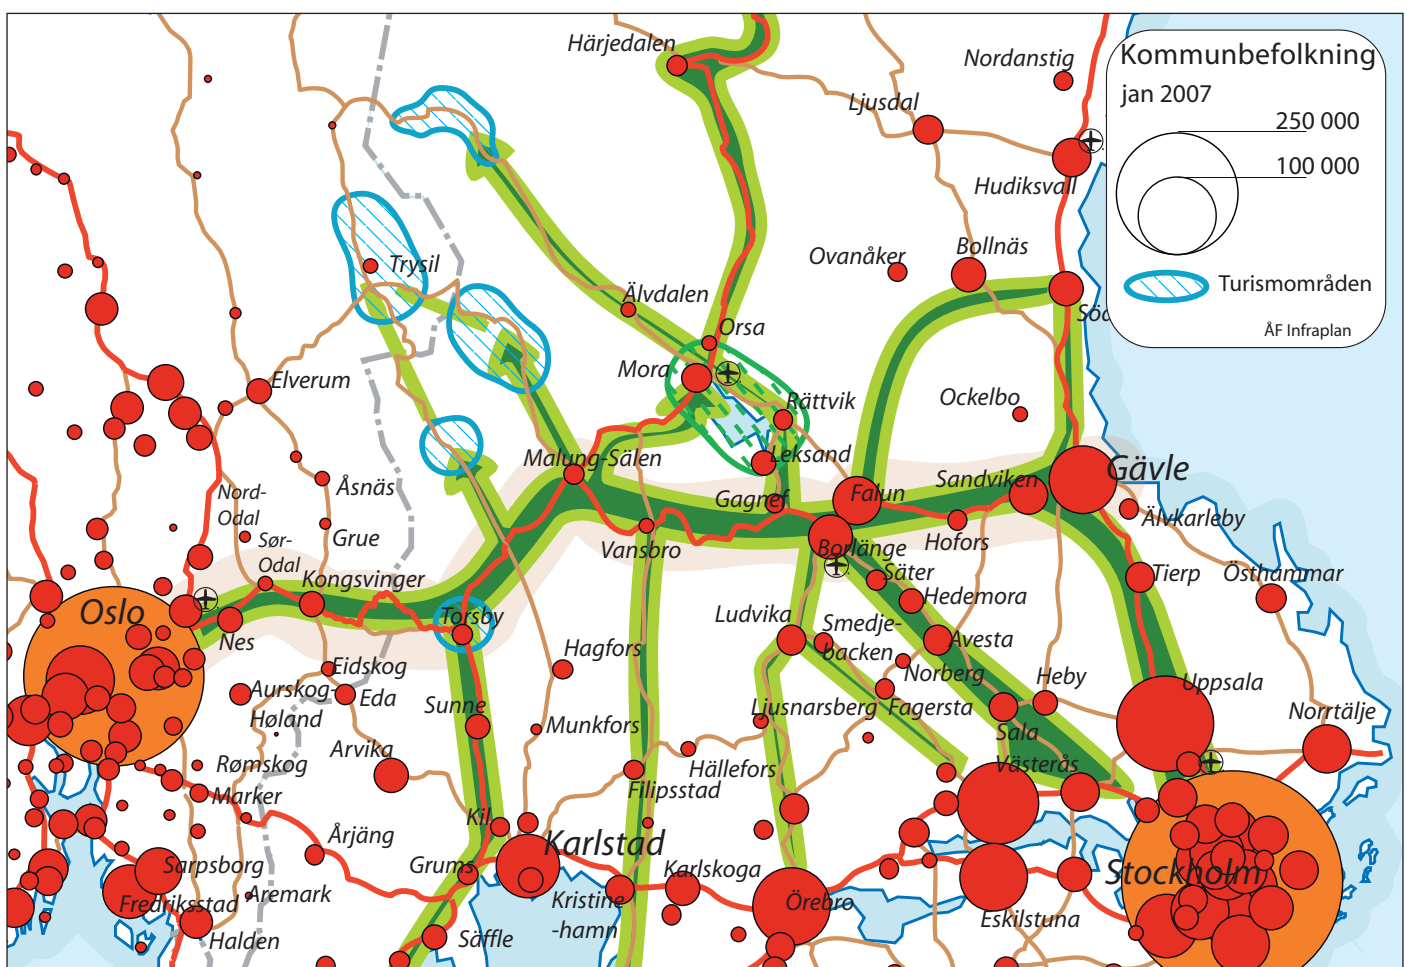 Härjedalen
Nordanstig
Kommunbefolkning
jan 2007
250 000
100 000
Turismområden
ÅF Infraplan
Ljusdal
Hudiksvall
Ovanåker
Bollnäs
Trysil
Älvdalen
Orsa
Mora
Elverum
Rättvik
Ockelbo
Leksand
Malung-Sälen
Åsnäs
Nord-
Odal
Gagnef
Falun
Sandviken
Gävle
Älvkarleby
Grue
Sør-
Odal
Vansbro
Borlänge
Hofors
Kongsvinger
Säter
Tierp
Östhammar
Oslo
Nes
Torsby
Hedemora
Ludvika
Smedje-
backen
Avesta
Hagfors
Eidskog
Norberg
Heby
Uppsala
Aurskog-
Høland
Eda
Sunne
Ljusnarsberg
Fagersta
Sala
Norrtälje
Munkfors
Arvika
Rømskog
Hällefors
Västerås
Marker
Filipsstad
Kil
Årjäng
Karlstad
Sarpsborg
Grums
Karlskoga
Stockholm
Aremark
Fredriksstad
Kristine
-hamn
Örebro
Eskilstuna
Halden
Säffle